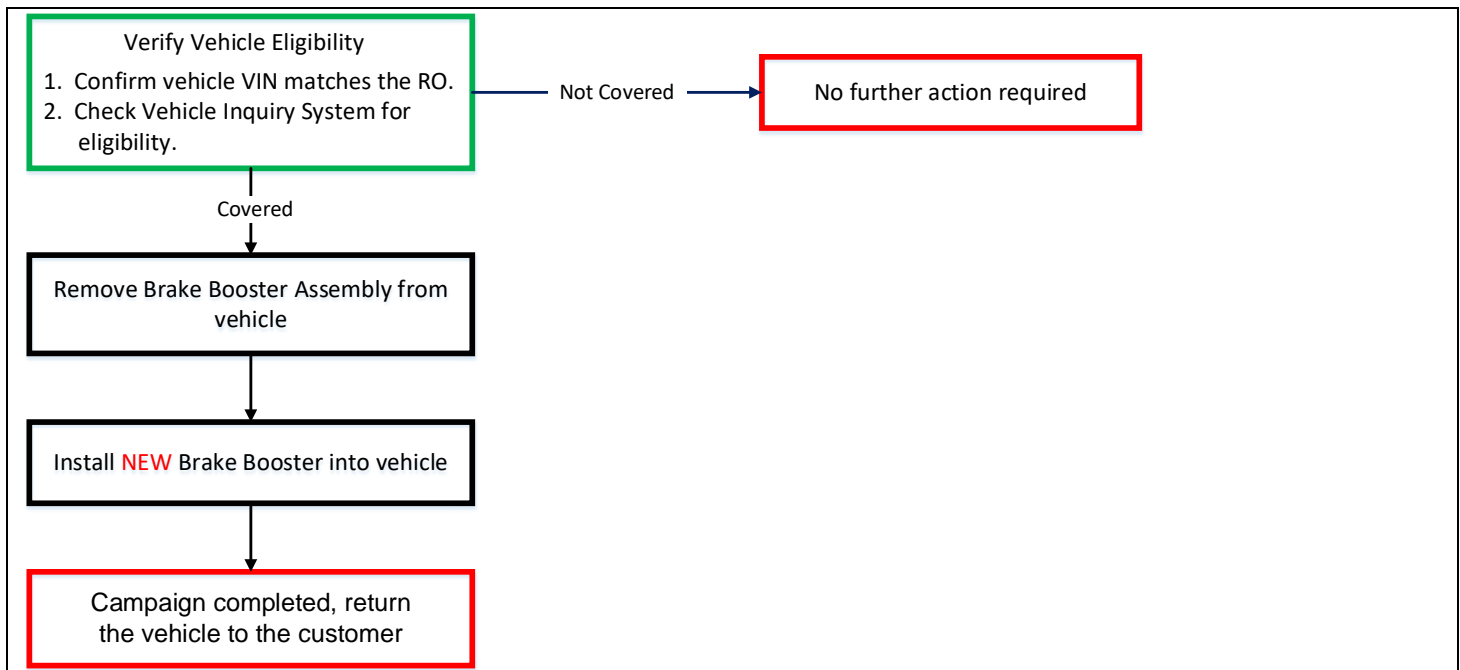 Verify Vehicle Eligibility
1. Confirm vehicle VIN matches the RO.
2. Check Vehicle Inquiry System for
eligibility.
Not Covered
No further action required
Covered
Remove Brake Booster Assembly from
vehicle
Install NEW Brake Booster into vehicle
Campaign completed, return
the vehicle to the customer